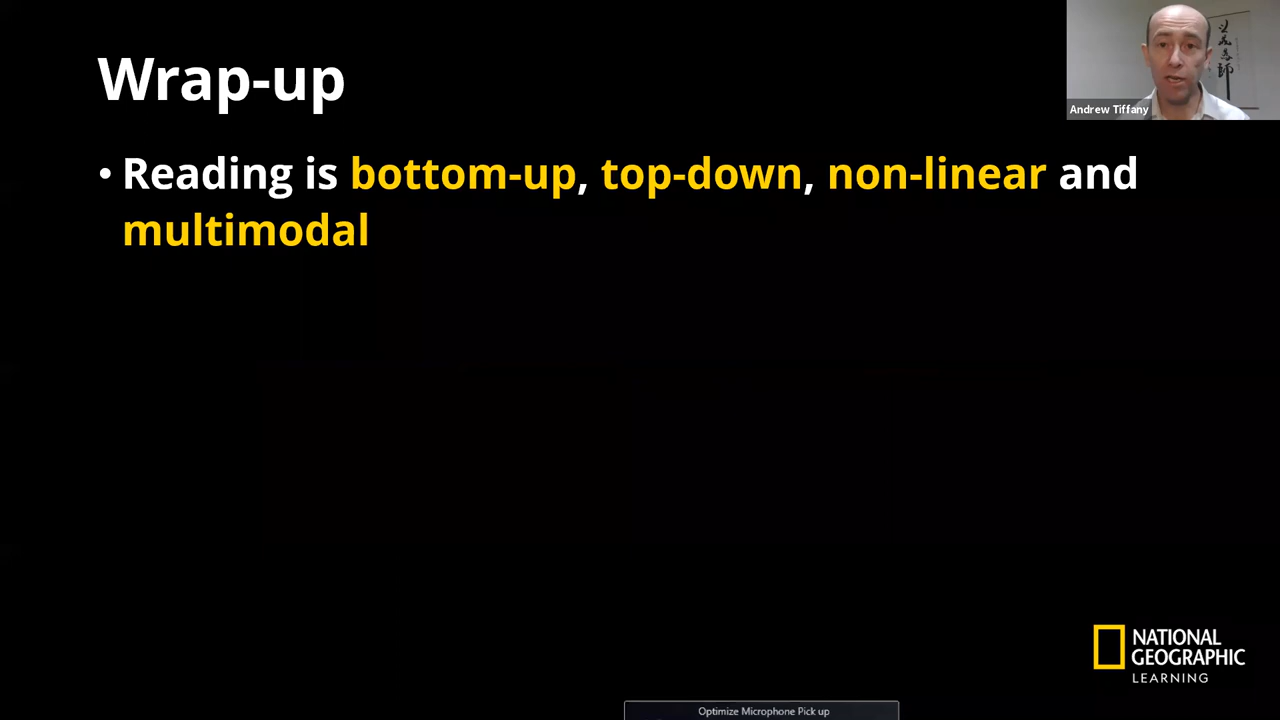 Wrap-up
Andrew Tiffany
• Reading is bottom-up, top-down, non-linear and
multimodal
NATIONAL
GEOGRAPHIC
LEARNING
Optimize Microphone Pick up